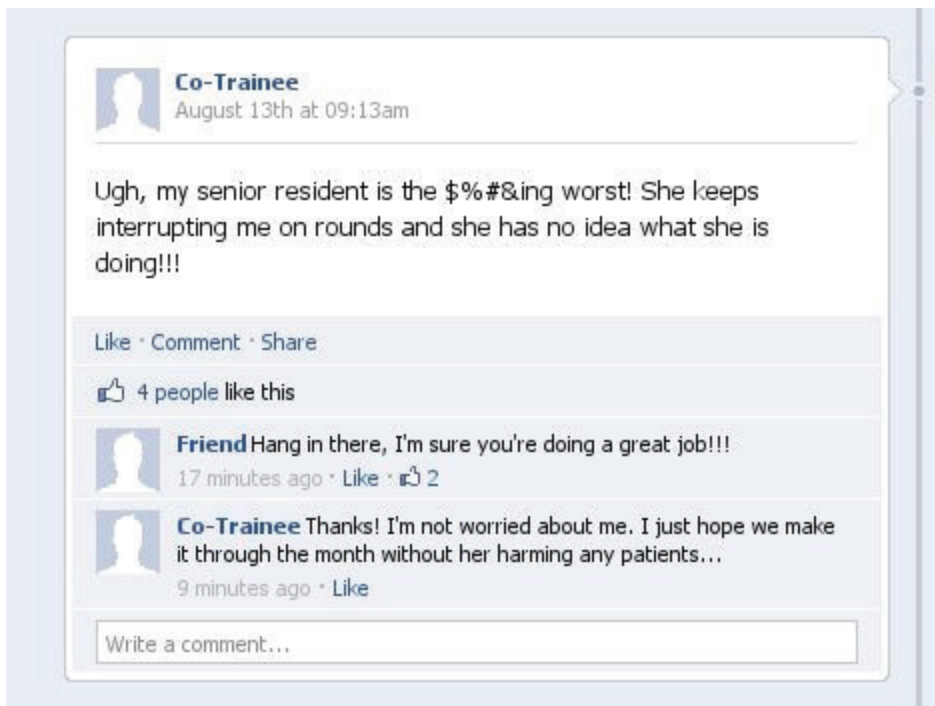 Co-Trainee
August 13th at 09:13am
Ugh, my senior resident is the $%#&ing worst! She keeps
interrupting me on rounds and she has no idea what she is
doing!!!
Like · Comment · Share
4 people like this
Friend Hang in there, I'm sure you're doing a great job!!!
17 minutes ago · Like · 2
Co-Trainee Thanks! I'm not worried about me. I just hope we make
it through the month without her harming any patients...
9 minutes ago · Like
Write a comment...